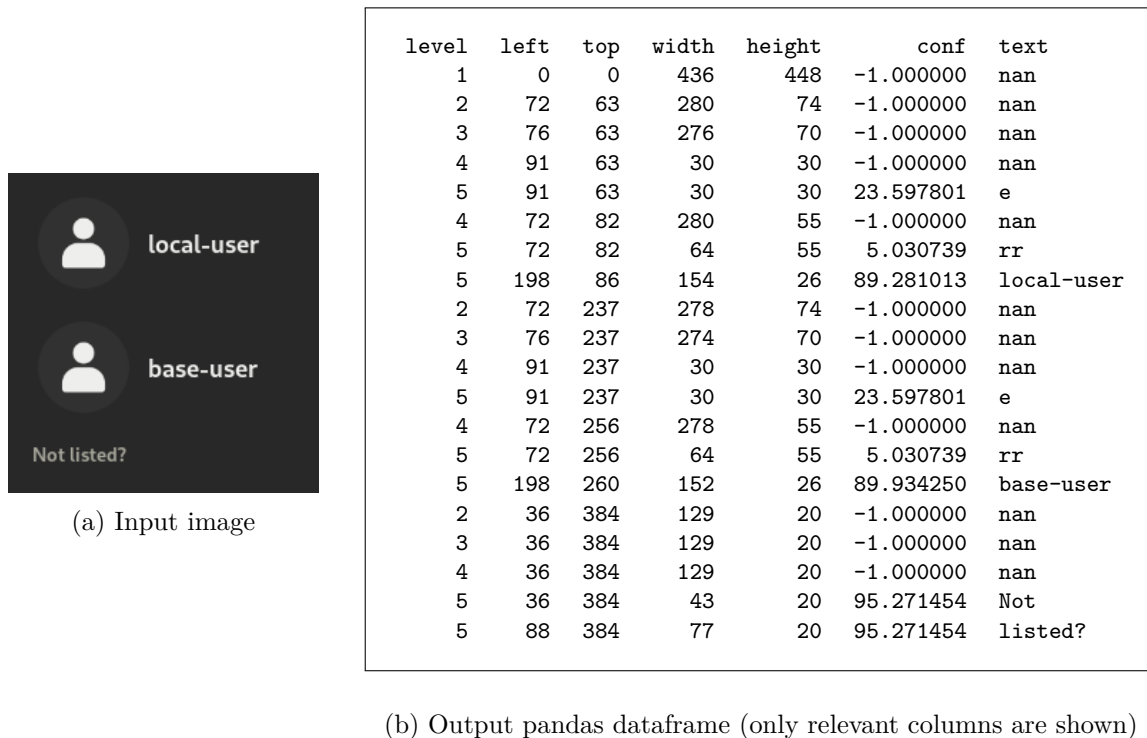 local-user
base-user
Not listed?
(a) Input image
level left top width height conf text
1 0 0 436 448 -1.000000 nan
2 72 63 280 74 -1.000000 nan
3 76 63 276 70 -1.000000 nan
4 91 63 30 30 -1.000000 nan
5 91 63 30 30 23.597801 e
4 72 82 280 55 -1.000000 nan
5 72 82 64 55 5.030739 rr
5 198 86 154 26 89.281013 local-user
2 72 237 278 74 -1.000000 nan
3 76 237 274 70 -1.000000 nan
4 91 237 30 30 -1.000000 nan
5 91 237 30 30 23.597801 e
4 72 256 278 55 -1.000000 nan
5 72 256 64 55 5.030739 rr
5 198 260 152 26 89.934250 base-user
2 36 384 129 20 -1.000000 nan
3 36 384 129 20 -1.000000 nan
4 36 384 129 20 -1.000000 nan
5 36 384 43 20 95.271454 Not
5 88 384 77 20 95.271454 listed?
(b) Output pandas dataframe (only relevant columns are shown)